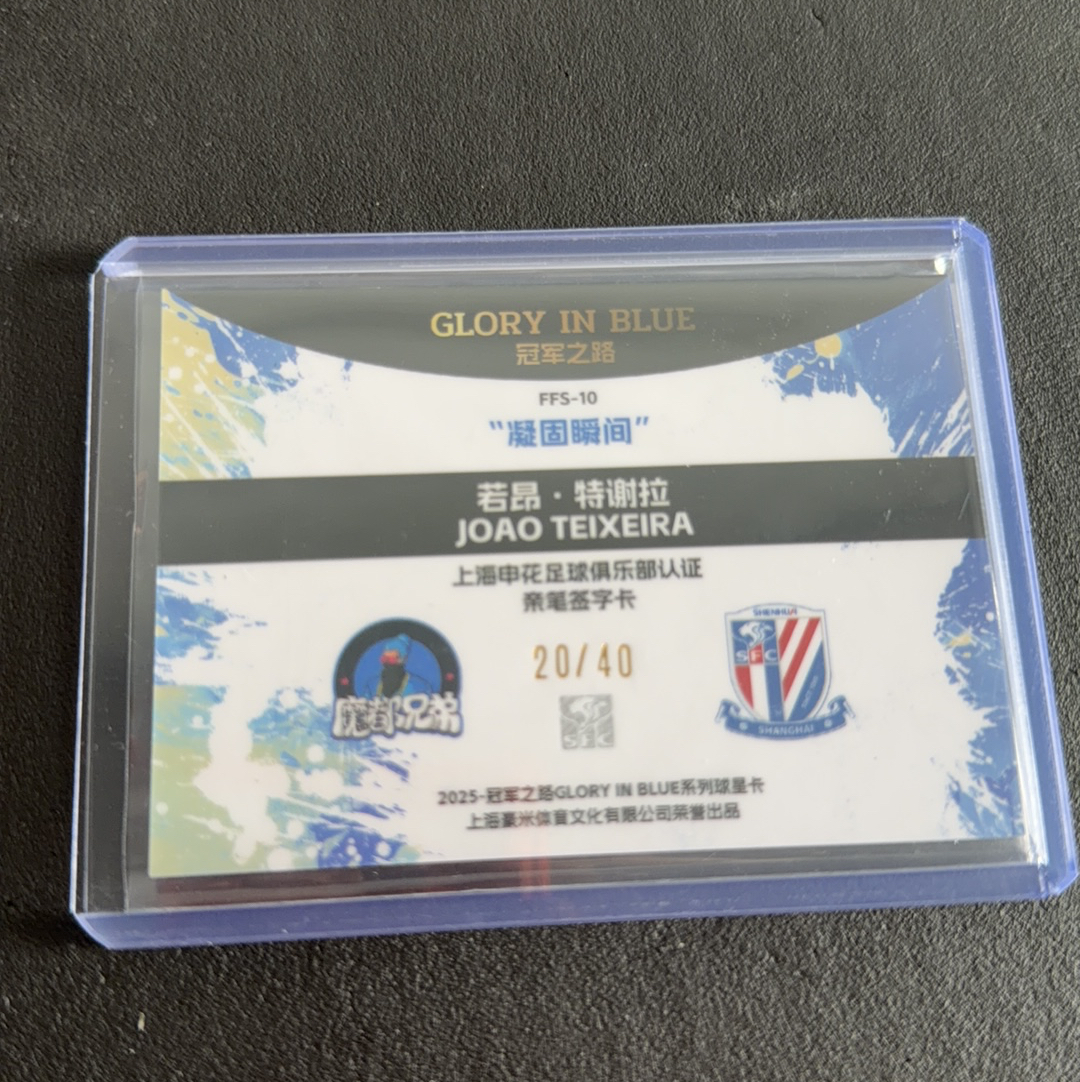 GLORY IN BLUE
冠军之路
FFS-10
“凝固瞬间”
若昂·特谢拉
JOAO TEIXEIRA
上海申花足球俱乐部认证
亲笔签字卡
20/40
魔都兄弟
SHENHUA
SFC
SHANGHAI
2025-冠军之路GLORY IN BLUE系列球星卡
上海豪米体育文化有限公司荣誉出品